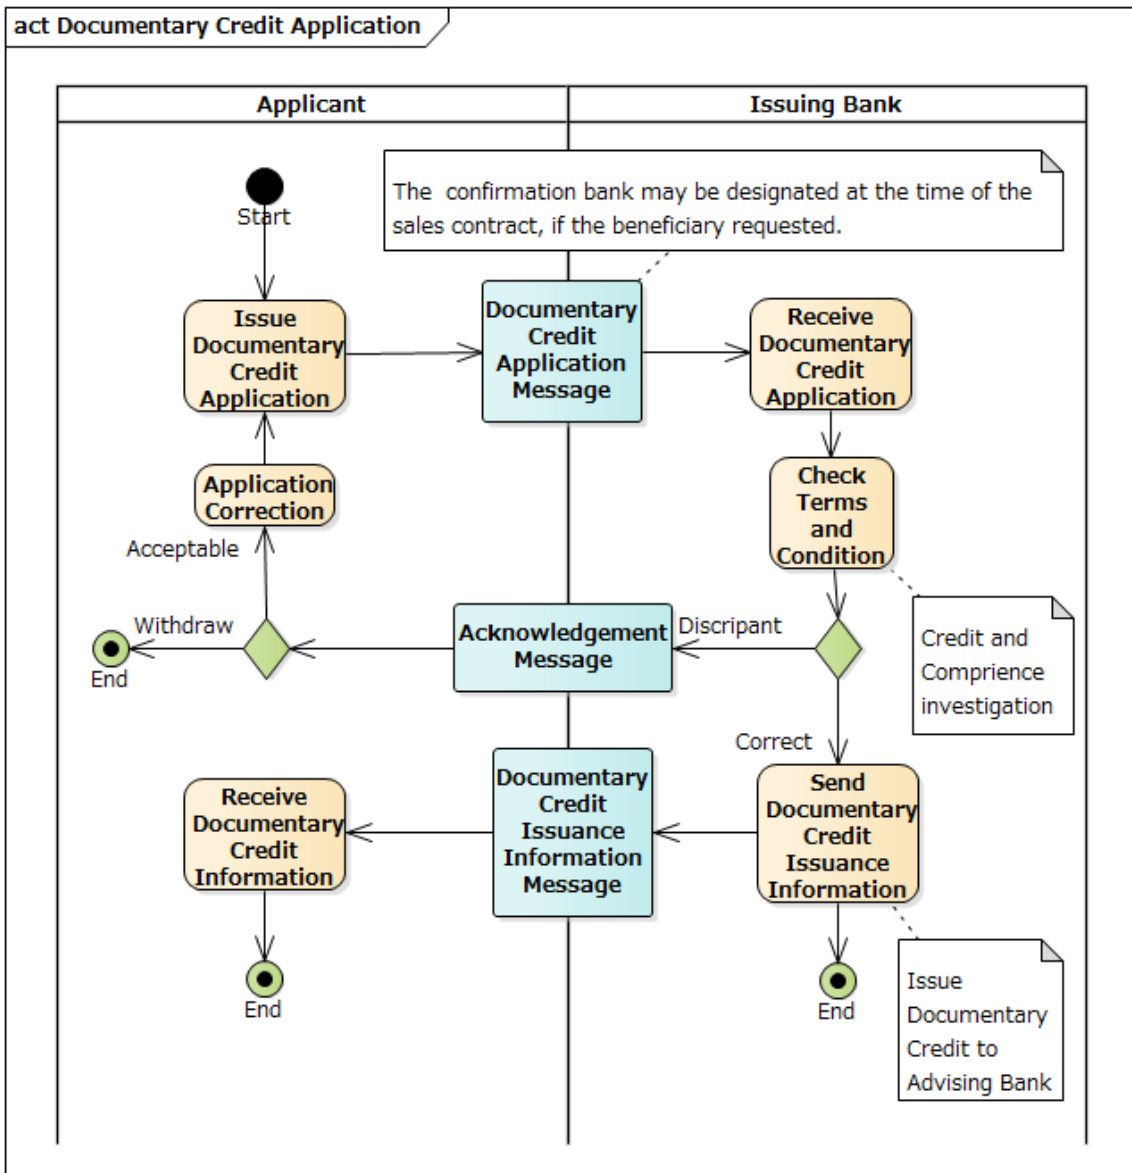 act Documentary Credit Application
Applicant
Issuing Bank
Start
The confirmation bank may be designated at the time of the
sales contract, if the beneficiary requested.
Issue
Documentary
Credit
Application
Documentary
Credit
Application
Message
Receive
Documentary
Credit
Application
Application
Correction
Check
Terms
and
Condition
Acceptable
Withdraw
End
Acknowledgement
Message
Discripant
Credit and
Comprience
investigation
Correct
Receive
Documentary
Credit
Information
Documentary
Credit
Issuance
Information
Message
Send
Documentary
Credit
Issuance
Information
End
End
Issue
Documentary
Credit to
Advising Bank